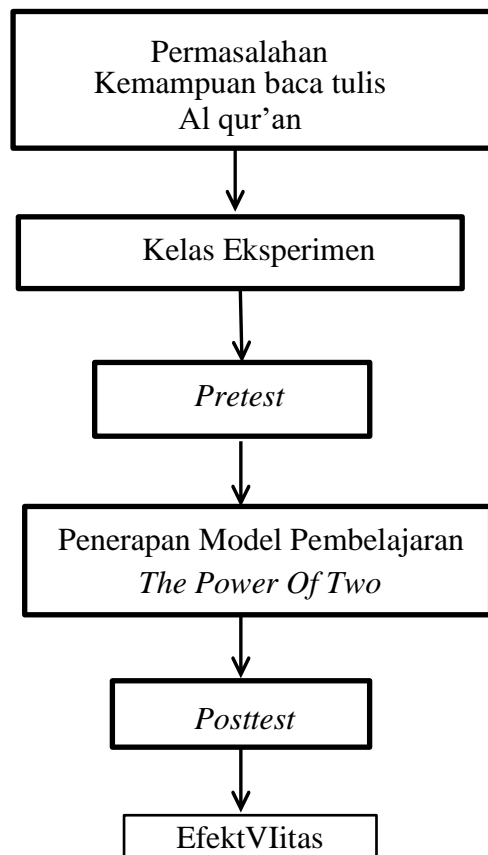 Permasalahan
Kemampuan baca tulis
Al qur’an
Kelas Eksperimen
Pretest
Penerapan Model Pembelajaran
The Power Of Two
Posttest
EfektVIitas